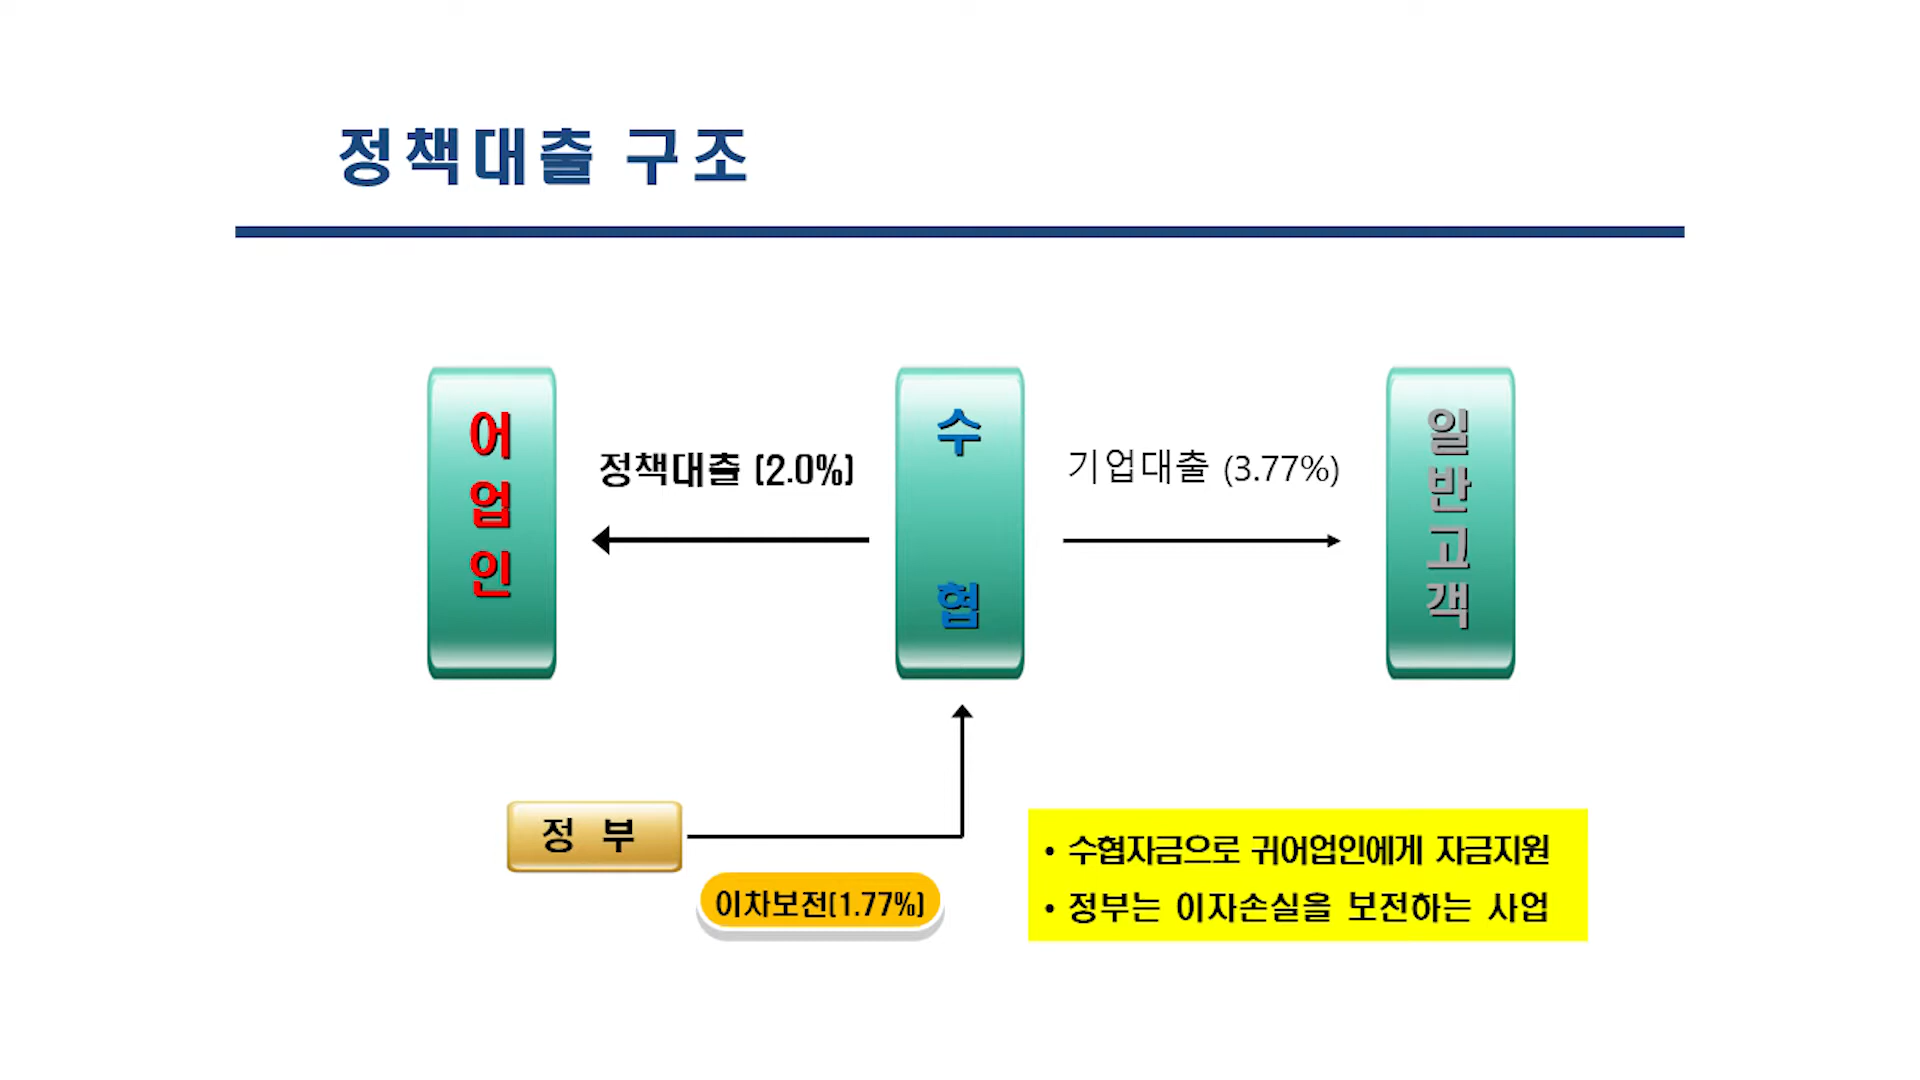 정책대출 구조
어업인
정책대출 (2.0%)
수협
기업대출 (3.77%)
일반고객
정 부
이차보전(1.77%)
• 수협자금으로 귀어업인에게 자금지원
• 정부는 이자손실을 보전하는 사업